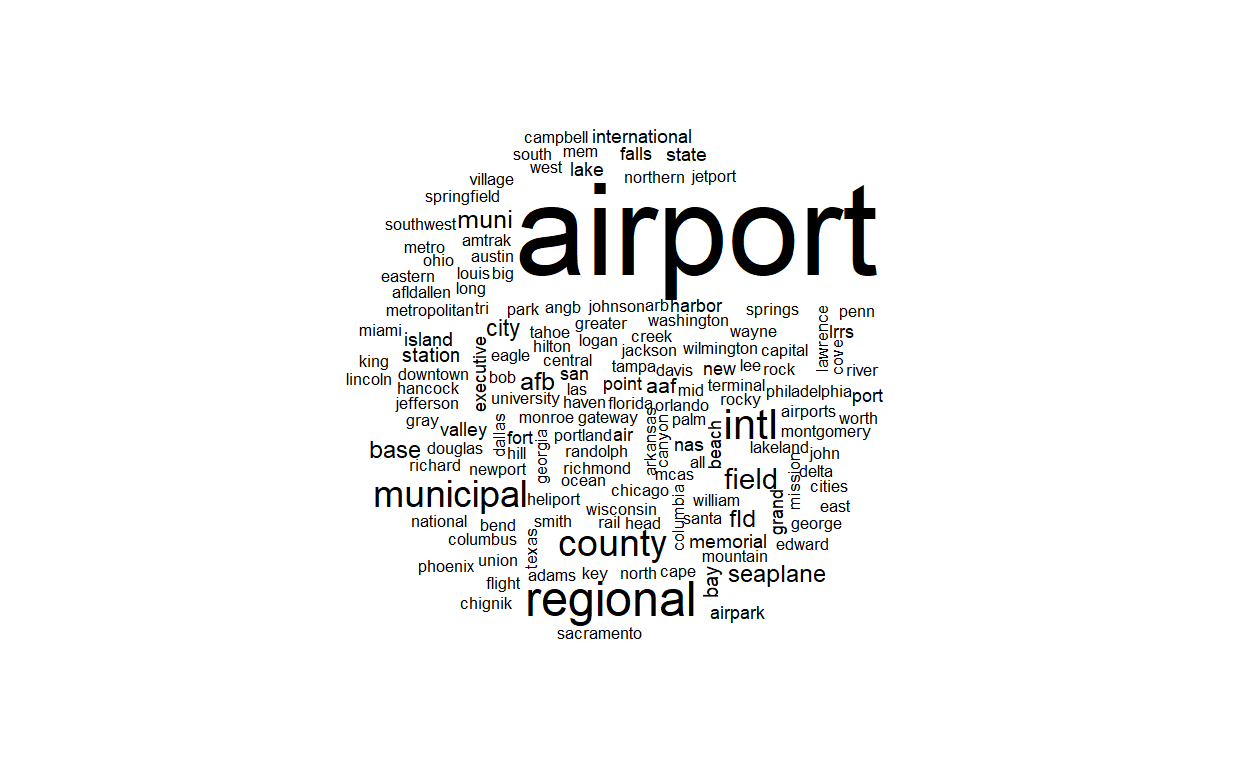 campbell international
south mem falls state
west lake
village northern jetport
springfield
airport
southwest muni
amtrak
metro
austin
ohio
eastern louis big
long
afld allen
metropolitan tri park angb johnson arb harbor springs penn
greater washington
miami city tahoe logan creek wayne lrrs
island hilton lawrence
station executive eagle central jackson wilmington capital cove
king tampa davis new lee rock river
lincoln downtown bob afb san
hancock las point aaf mid terminal philadelphia port
jefferson university haven florida orlando rocky
gray monroe gateway palm intl airports worth
valley dallas fort portland air arkansas canyon beach montgomery
base douglas hill georgia randolph nas lakeland john
richard newport richmond all mission delta
ocean mcas field cities
municipal heliport chicago columbia william east
wisconsin
national bend smith rail head santa fld grand george
columbus texas county memorial edward
mountain
phoenix union
flight adams key north cape bay seaplane
chignik regional airpark
sacramento